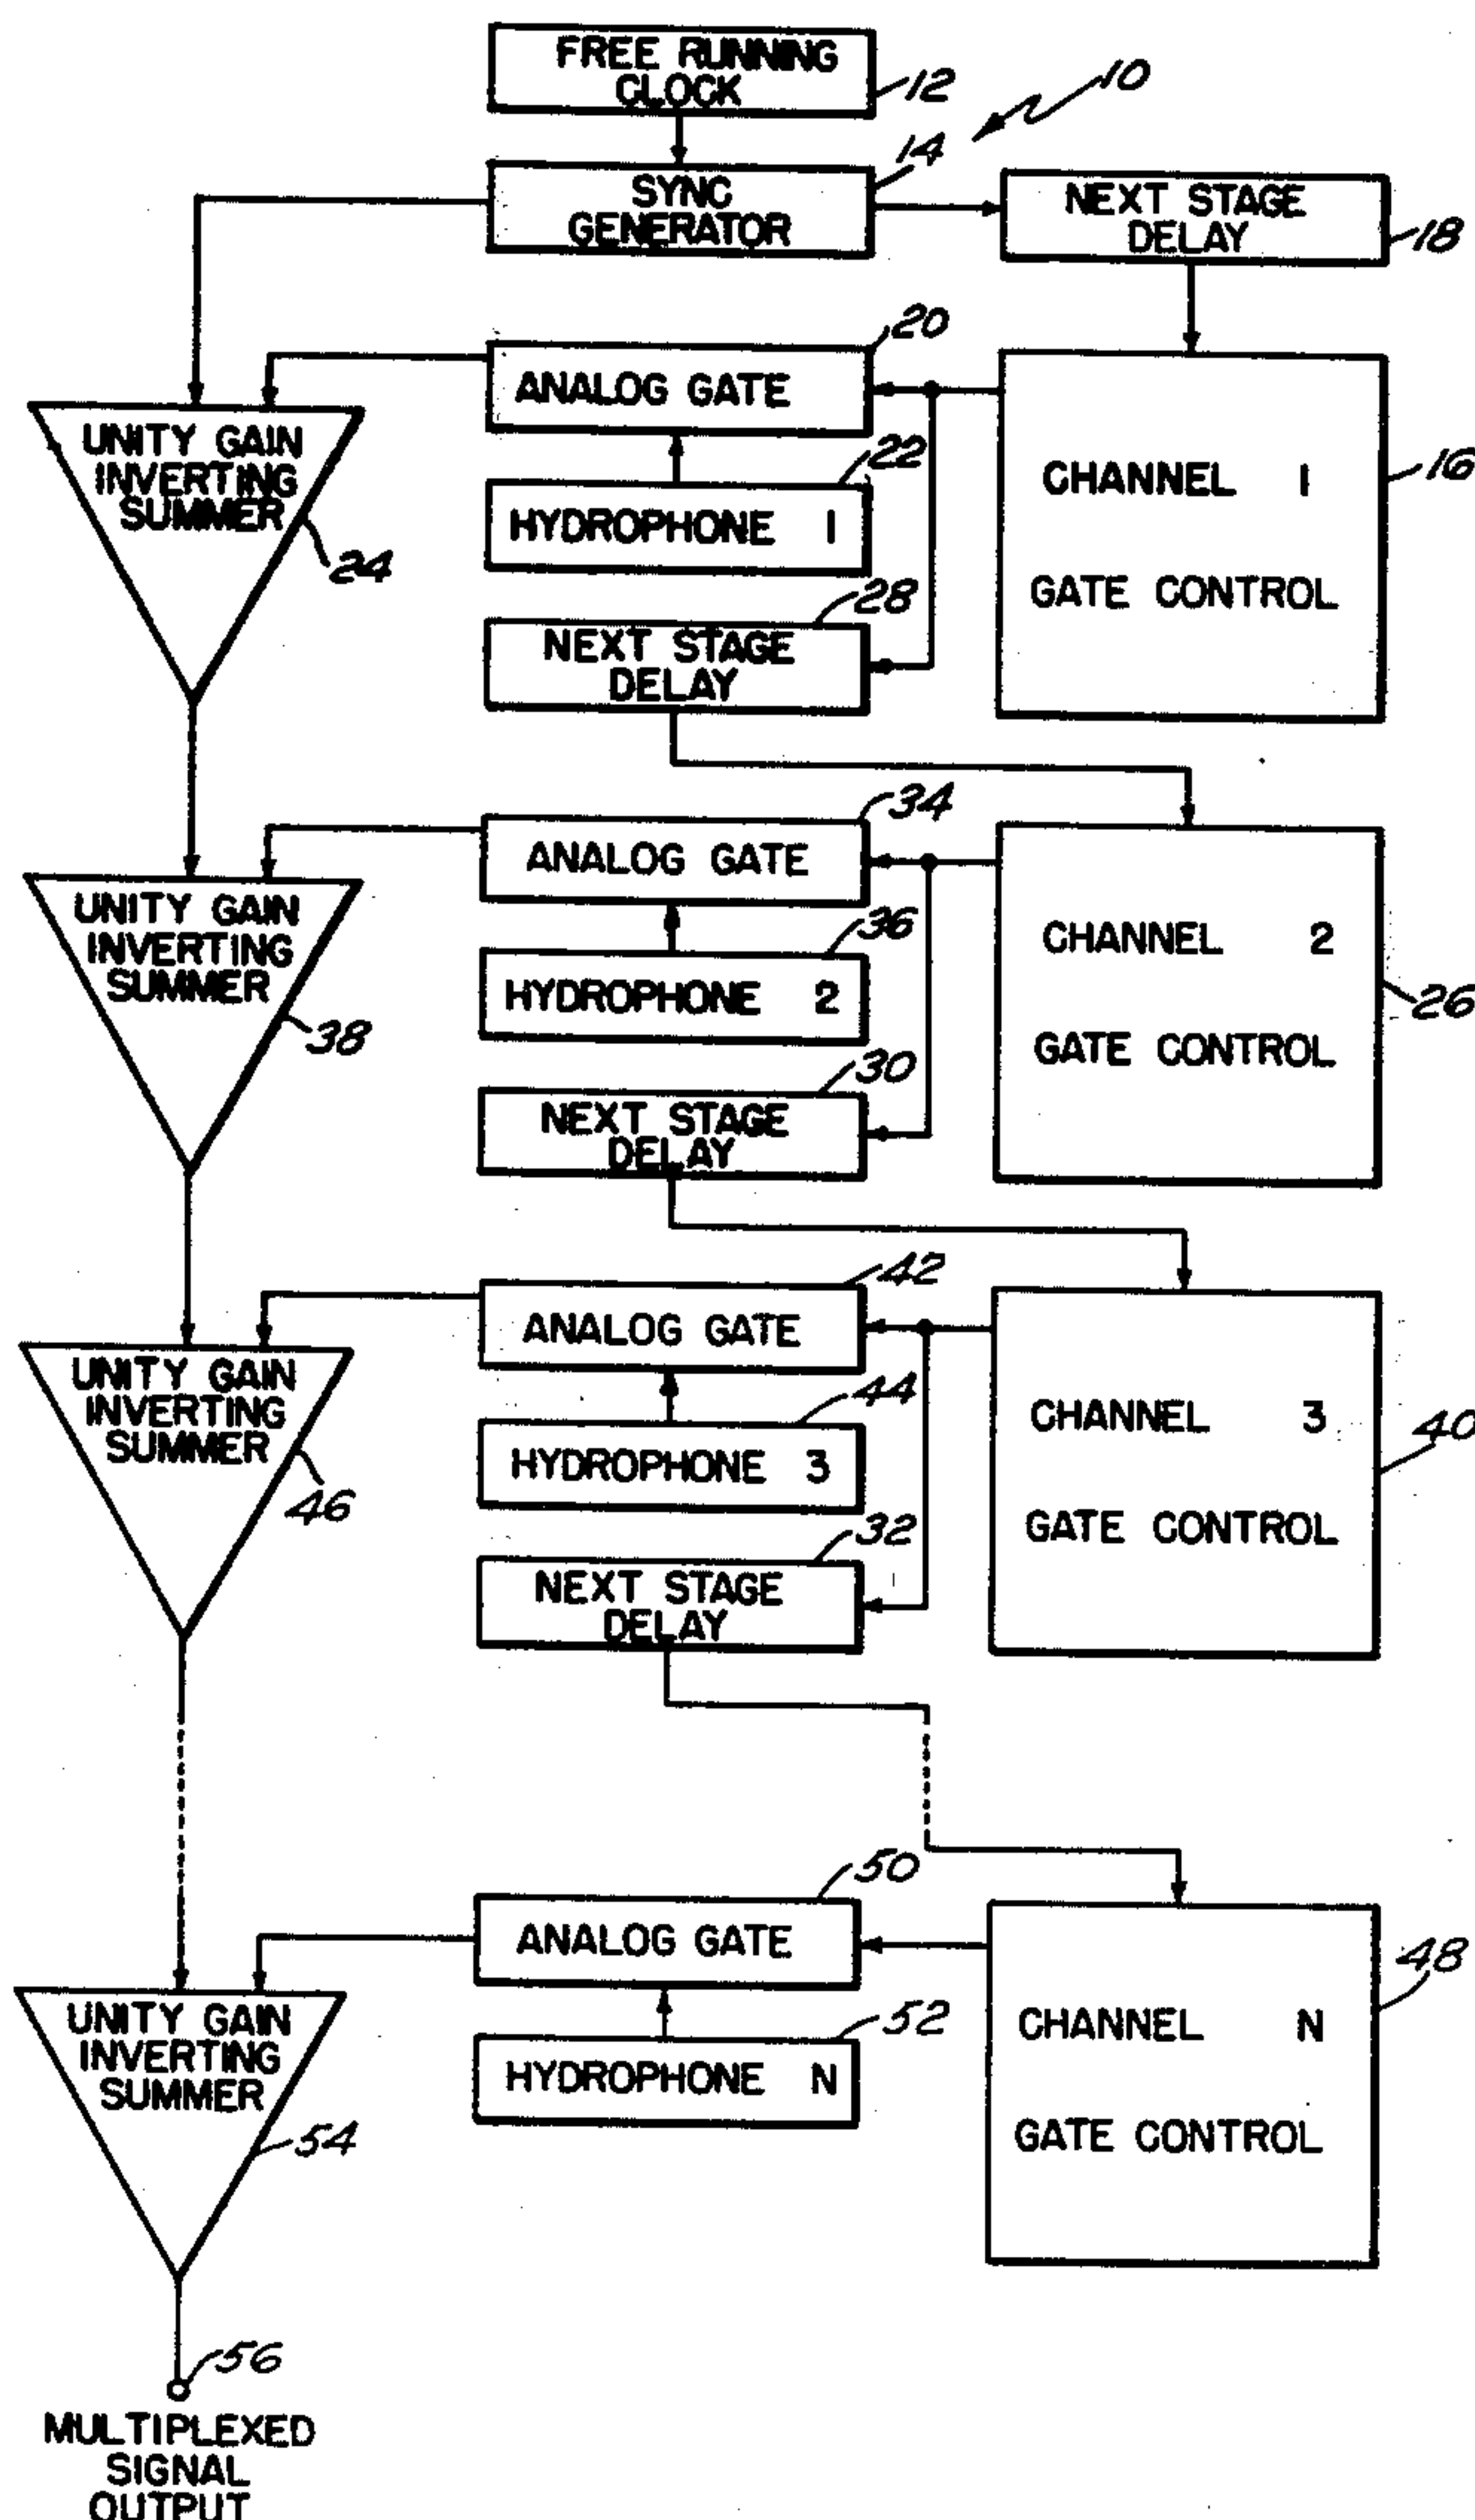 FREE RUNNING
CLOCK
12
10
14
SYNC
GENERATOR
NEXT STAGE
DELAY
18
20
ANALOG GATE
UNITY GAIN
INVERTING
SUMMER
24
22
HYDROPHONE 1
CHANNEL 1
GATE CONTROL
16
28
NEXT STAGE
DELAY
34
ANALOG GATE
UNITY GAIN
INVERTING
SUMMER
38
36
HYDROPHONE 2
CHANNEL 2
GATE CONTROL
26
30
NEXT STAGE
DELAY
42
ANALOG GATE
UNITY GAIN
INVERTING
SUMMER
46
44
HYDROPHONE 3
CHANNEL 3
GATE CONTROL
40
32
NEXT STAGE
DELAY
50
ANALOG GATE
UNITY GAIN
INVERTING
SUMMER
54
52
HYDROPHONE N
CHANNEL N
GATE CONTROL
48
56
MULTIPLEXED
SIGNAL
OUTPUT